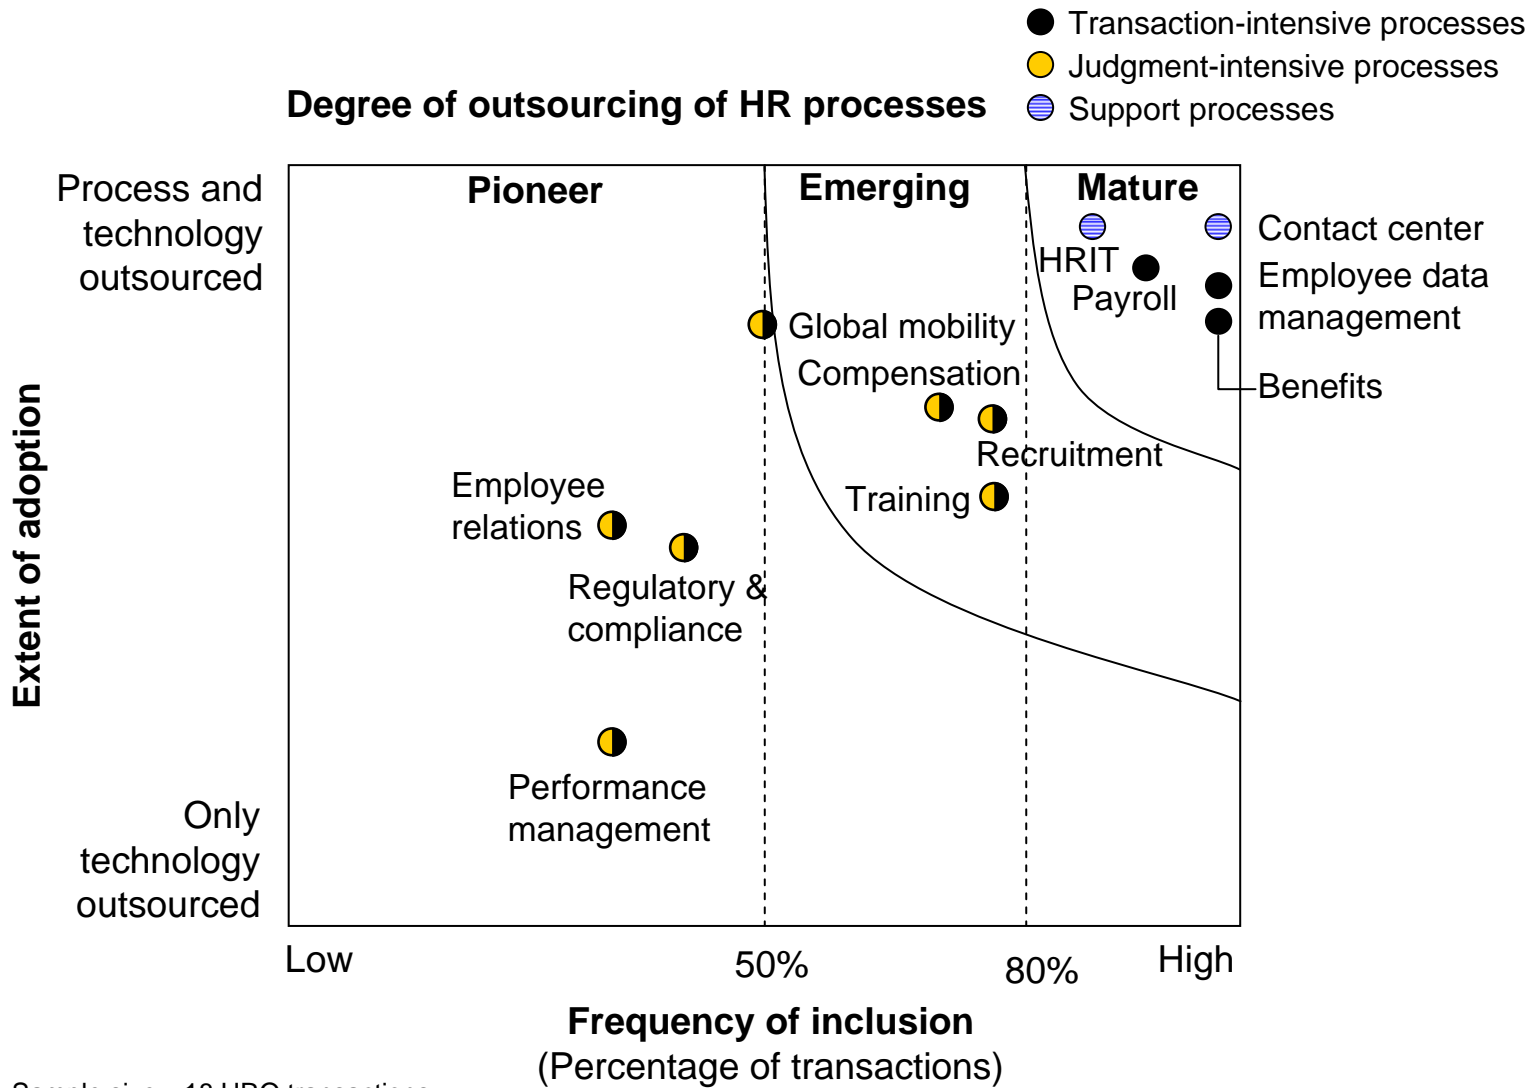 Transaction-intensive processes
Judgment-intensive processes
Support processes
Degree of outsourcing of HR processes
Process and
technology
outsourced
Pioneer
Emerging
Mature
Contact center
HRIT
Employee data
management
Payroll
Global mobility
Compensation
Benefits
Recruitment
Employee
relations
Training
Regulatory &
compliance
Performance
management
Extent of adoption
Only
technology
outsourced
Low
50%
80%
High
Frequency of inclusion
(Percentage of transactions)